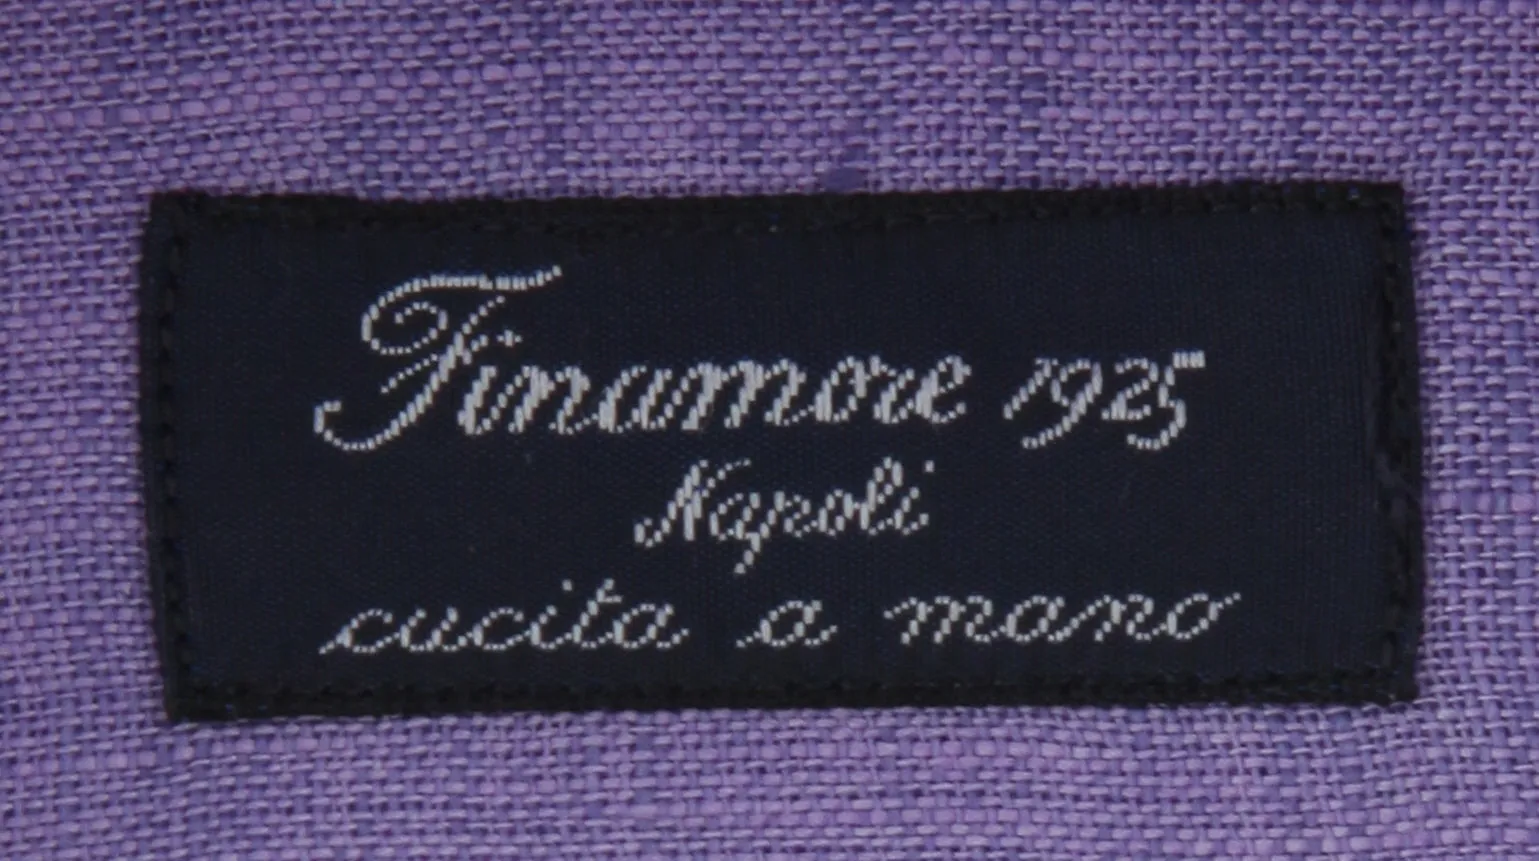 Finamore 1925
Napoli
cucita a mano